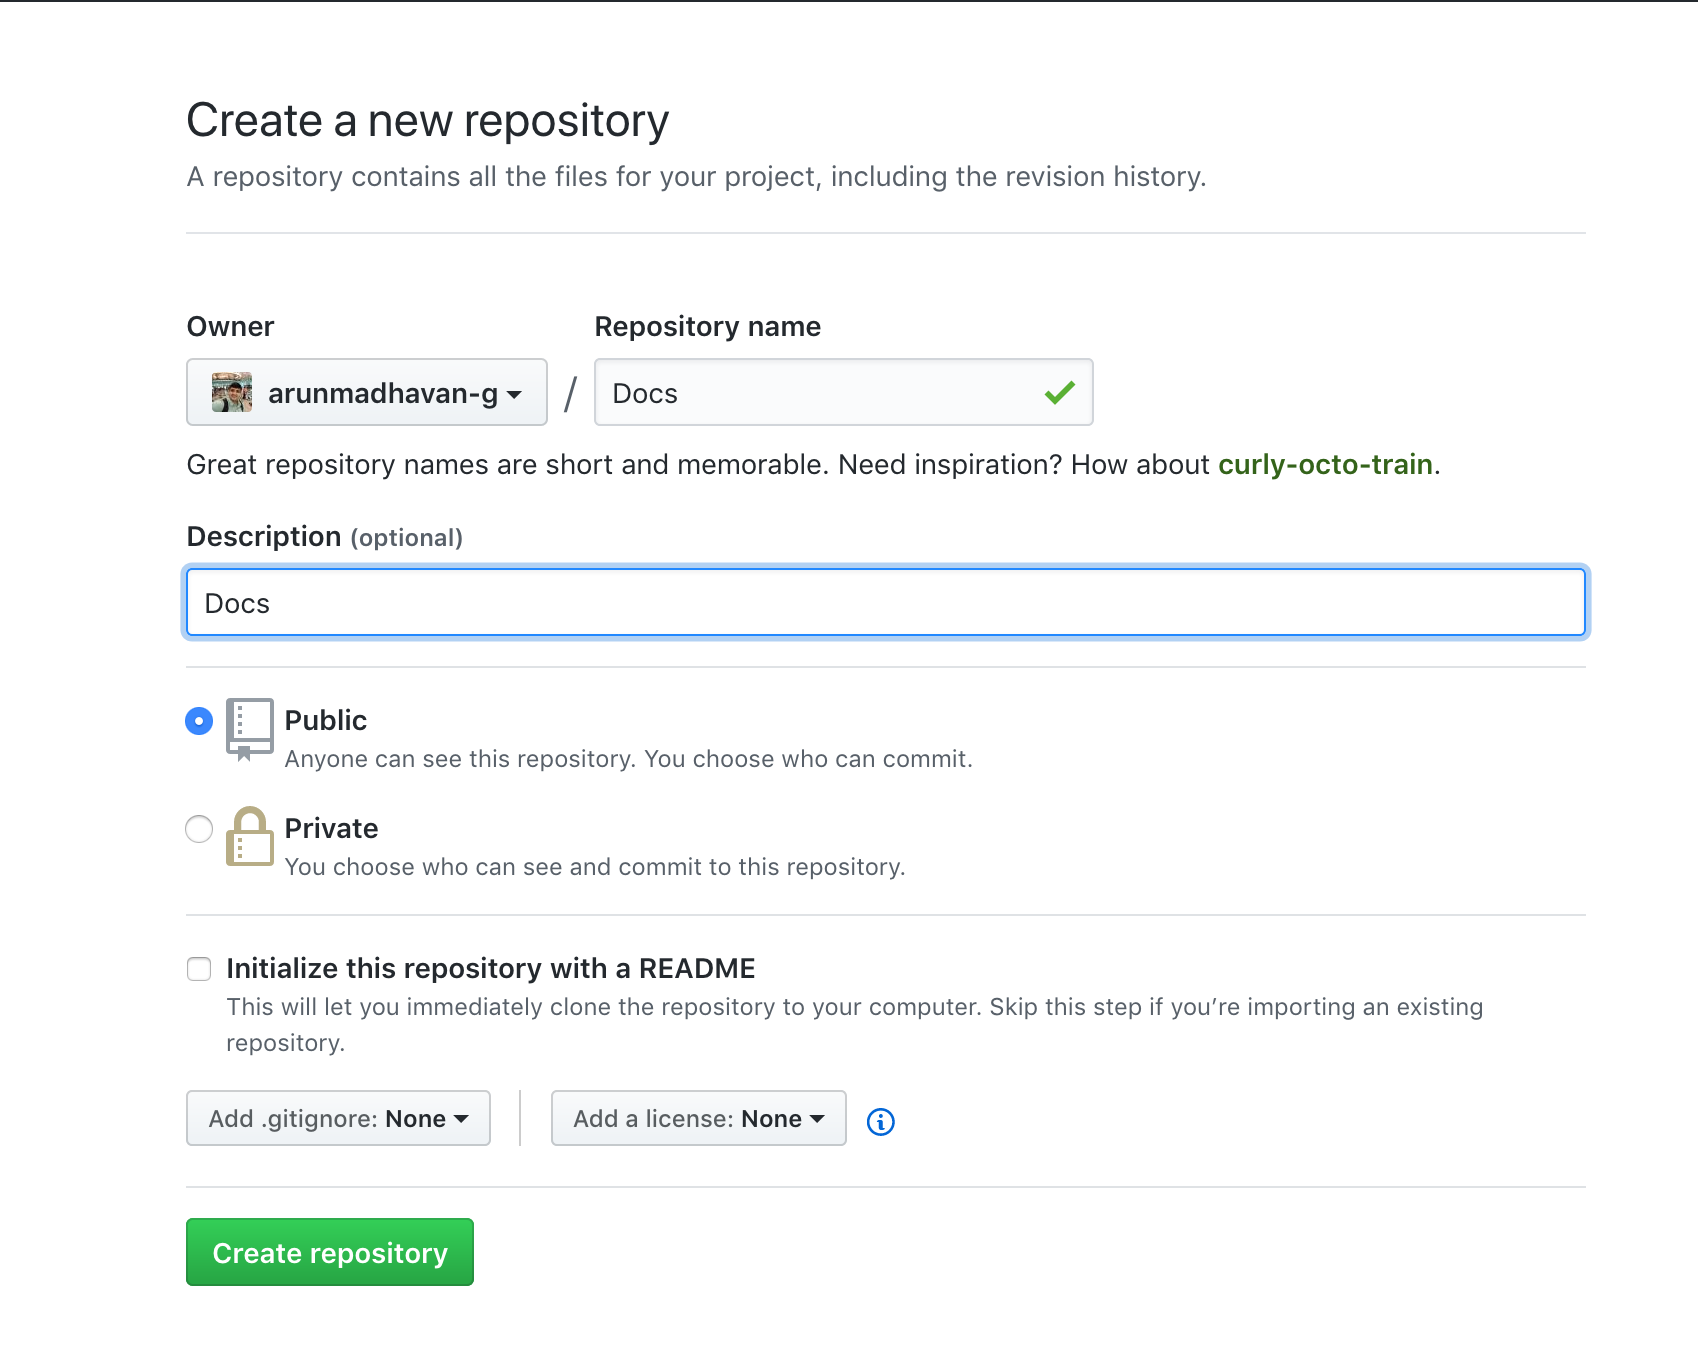 Create a new repository
A repository contains all the files for your project, including the revision history.
Owner
Repository name
arunmadhavan-g
/
Docs
Great repository names are short and memorable. Need inspiration? How about curly-octo-train.
Description (optional)
Docs
Public
Anyone can see this repository. You choose who can commit.
Private
You choose who can see and commit to this repository.
Initialize this repository with a README
This will let you immediately clone the repository to your computer. Skip this step if you’re importing an existing
repository.
Add .gitignore: None
Add a license: None
Create repository